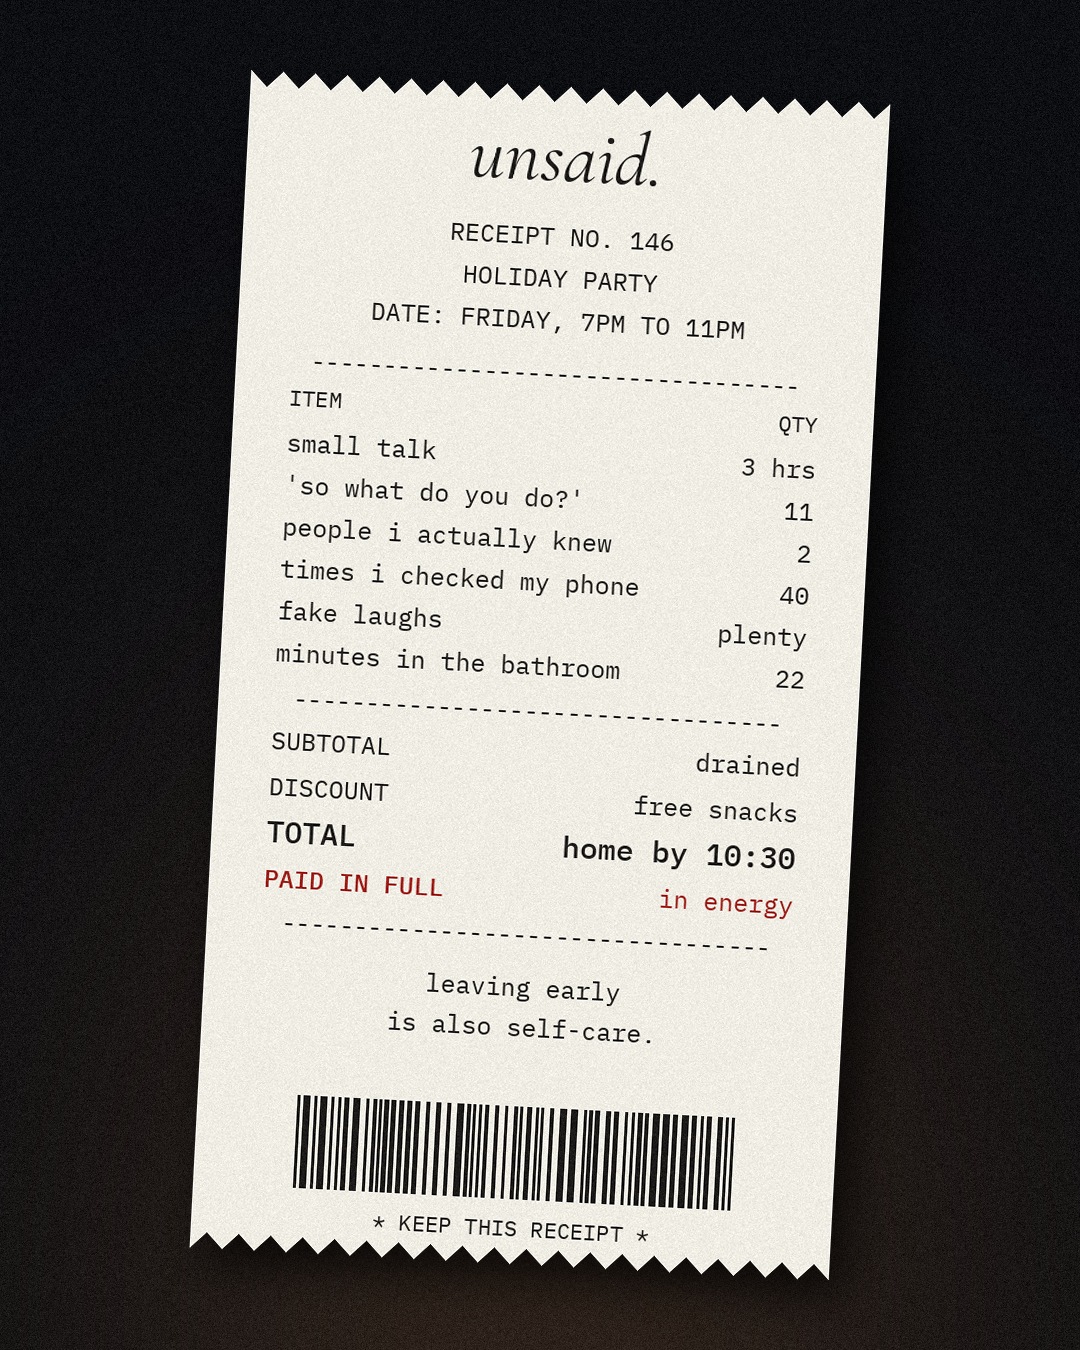 unsaid.
RECEIPT NO. 146
HOLIDAY PARTY
DATE: FRIDAY, 7PM TO 11PM
---------------------------------
ITEM QTY
small talk 3 hrs
'so what do you do?' 11
people i actually knew 2
times i checked my phone 40
fake laughs plenty
minutes in the bathroom 22
---------------------------------
SUBTOTAL drained
DISCOUNT free snacks
TOTAL home by 10:30
PAID IN FULL in energy
---------------------------------
leaving early
is also self-care.
* KEEP THIS RECEIPT *